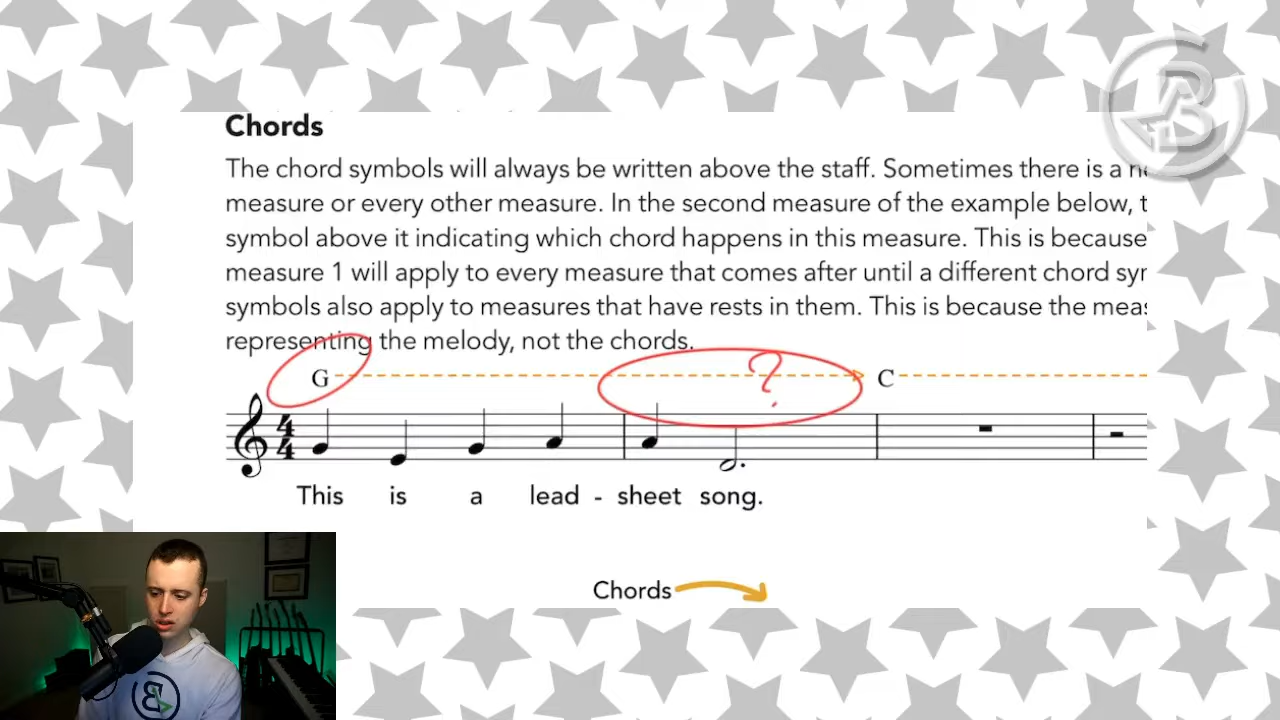 Chords
The chord symbols will always be written above the staff. Sometimes there is a
measure or every other measure. In the second measure of the example below,
symbol above it indicating which chord happens in this measure. This is because
measure 1 will apply to every measure that comes after until a different chord
symbols also apply to measures that have rests in them. This is because the
representing the melody, not the chords.
G ? C
4
4
This is a lead - sheet song.
Chords